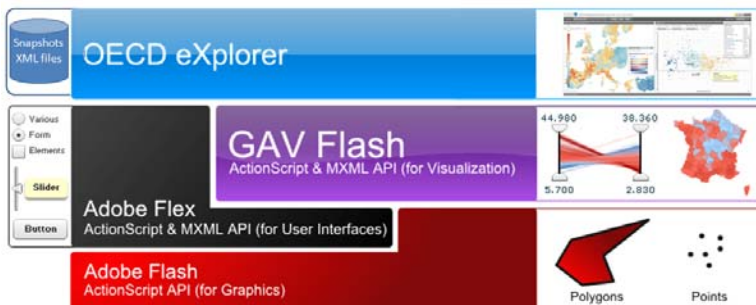 Snapshots
XML files
OECD eXplorer
Various
Form
Elements
Slider
Button
GAV Flash
ActionScript & MXML API (for Visualization)
44.980
38.360
5.700
2.830
Adobe Flex
ActionScript & MXML API (for User Interfaces)
Adobe Flash
ActionScript API (for Graphics)
Polygons
Points